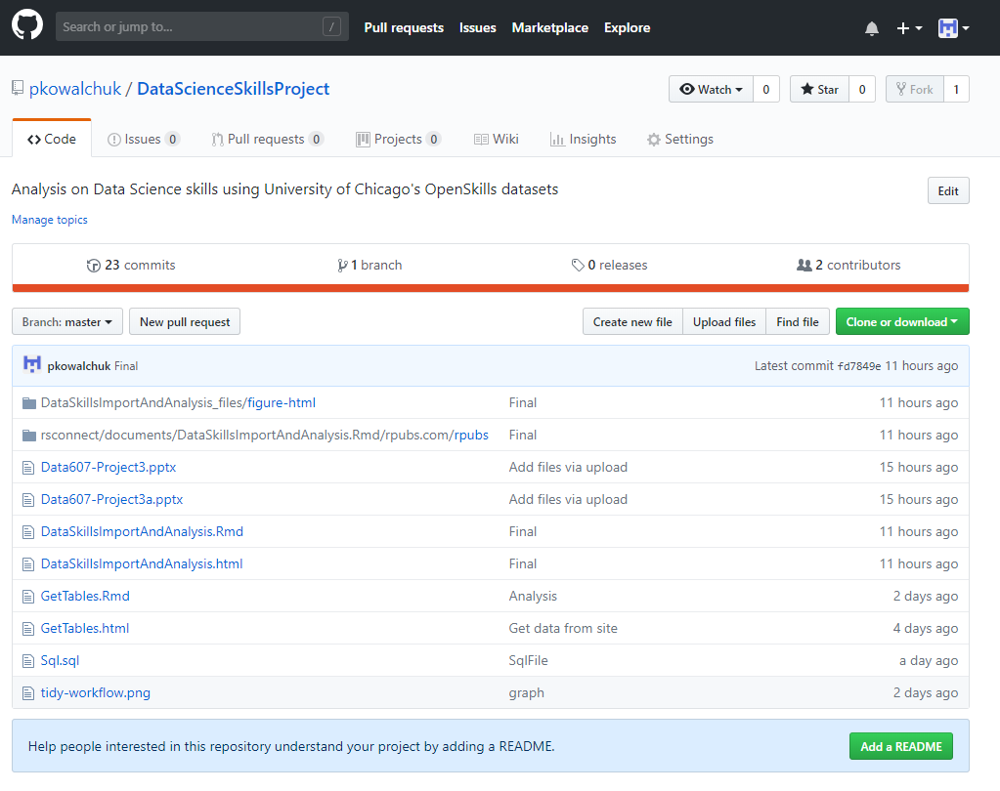 Search or jump to... / Pull requests Issues Marketplace Explore
pkowalchuk / DataScienceSkillsProject Watch 0 Star 0 Fork 1
Code Issues 0 Pull requests 0 Projects 0 Wiki Insights Settings
Analysis on Data Science skills using University of Chicago's OpenSkills datasets Edit
Manage topics
23 commits 1 branch 0 releases 2 contributors
Branch: master New pull request Create new file Upload files Find file Clone or download
pkowalchuk Final Latest commit fd7849e 11 hours ago
DataSkillsImportAndAnalysis_files/figure-html Final 11 hours ago
rsconnect/documents/DataSkillsImportAndAnalysis.Rmd/rpubs.com/rpubs Final 11 hours ago
Data607-Project3.pptx Add files via upload 15 hours ago
Data607-Project3a.pptx Add files via upload 15 hours ago
DataSkillsImportAndAnalysis.Rmd Final 11 hours ago
DataSkillsImportAndAnalysis.html Final 11 hours ago
GetTables.Rmd Analysis 2 days ago
GetTables.html Get data from site 4 days ago
Sql.sql SqlFile a day ago
tidy-workflow.png graph 2 days ago
Help people interested in this repository understand your project by adding a README. Add a README